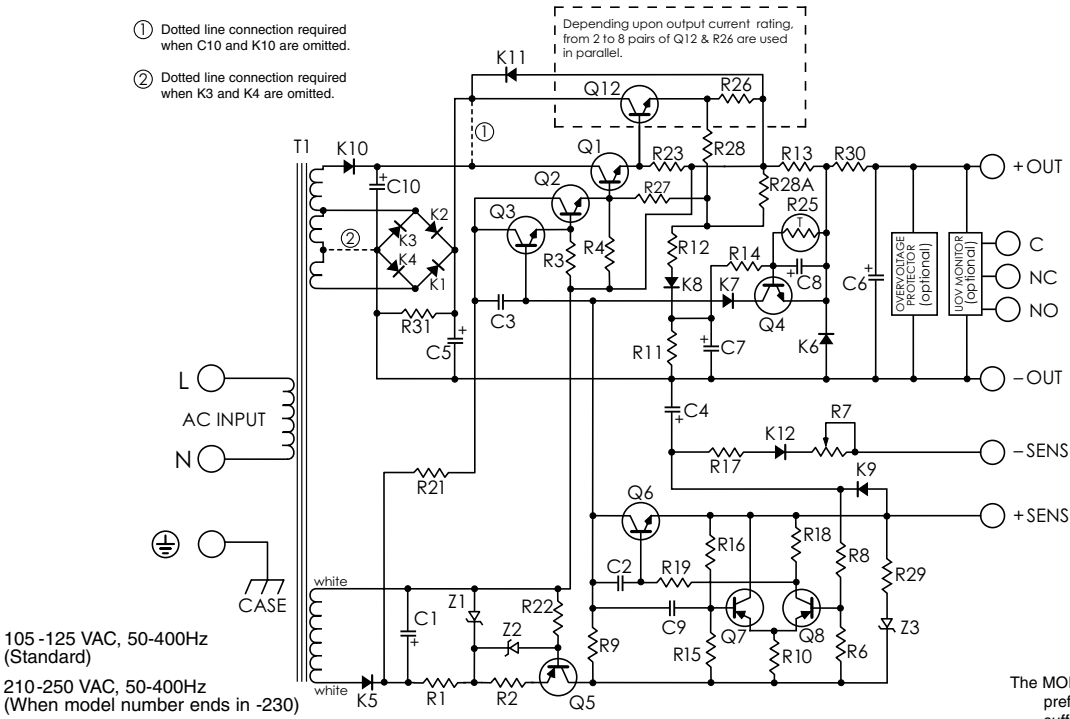 ① Dotted line connection required
when C10 and K10 are omitted.
② Dotted line connection required
when K3 and K4 are omitted.
Depending upon output current rating,
from 2 to 8 pairs of Q12 & R26 are used
in parallel.
K11
Q12
R26
①
T1
K10
Q1
R23
R28
R13
R30
+OUT
C10
Q2
R27
R28A
R25
T
Q3
K2
K3
②
K4
K1
R3
R4
R12
R14
K8
K7
C8
C6
OVERVOLTAGE
PROTECTOR
(optional)
UOV MONITOR
(optional)
C
NC
NO
R31
C5
C3
Q4
R11
C7
K6
L
–OUT
AC INPUT
C4
R7
N
K12
–SENS
R17
R21
K9
Q6
+SENS
R16
R18
R8
C2
R19
R29
CASE
white
C1
Z1
R22
Z2
C9
Q7
Q8
Z3
R9
R15
R10
R6
white
K5
R1
R2
Q5
105-125 VAC, 50-400Hz
(Standard)
210-250 VAC, 50-400Hz
(When model number ends in -230)
The MO
pref
suff